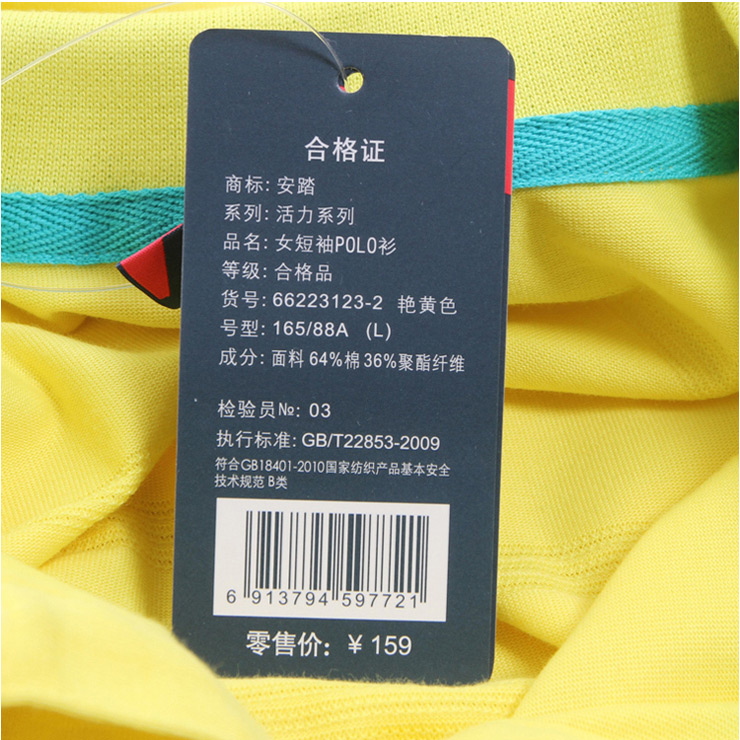 合格证
商标: 安踏
系列: 活力系列
品名: 女短袖POLO衫
等级: 合格品
货号: 66223123-2 艳黄色
号型: 165/88A (L)
成分: 面料64%棉36%聚酯纤维
检验员№: 03
执行标准: GB/T22853-2009
符合GB18401-2010国家纺织产品基本安全
技术规范 B类
6 913794 597721
零售价: ¥ 159